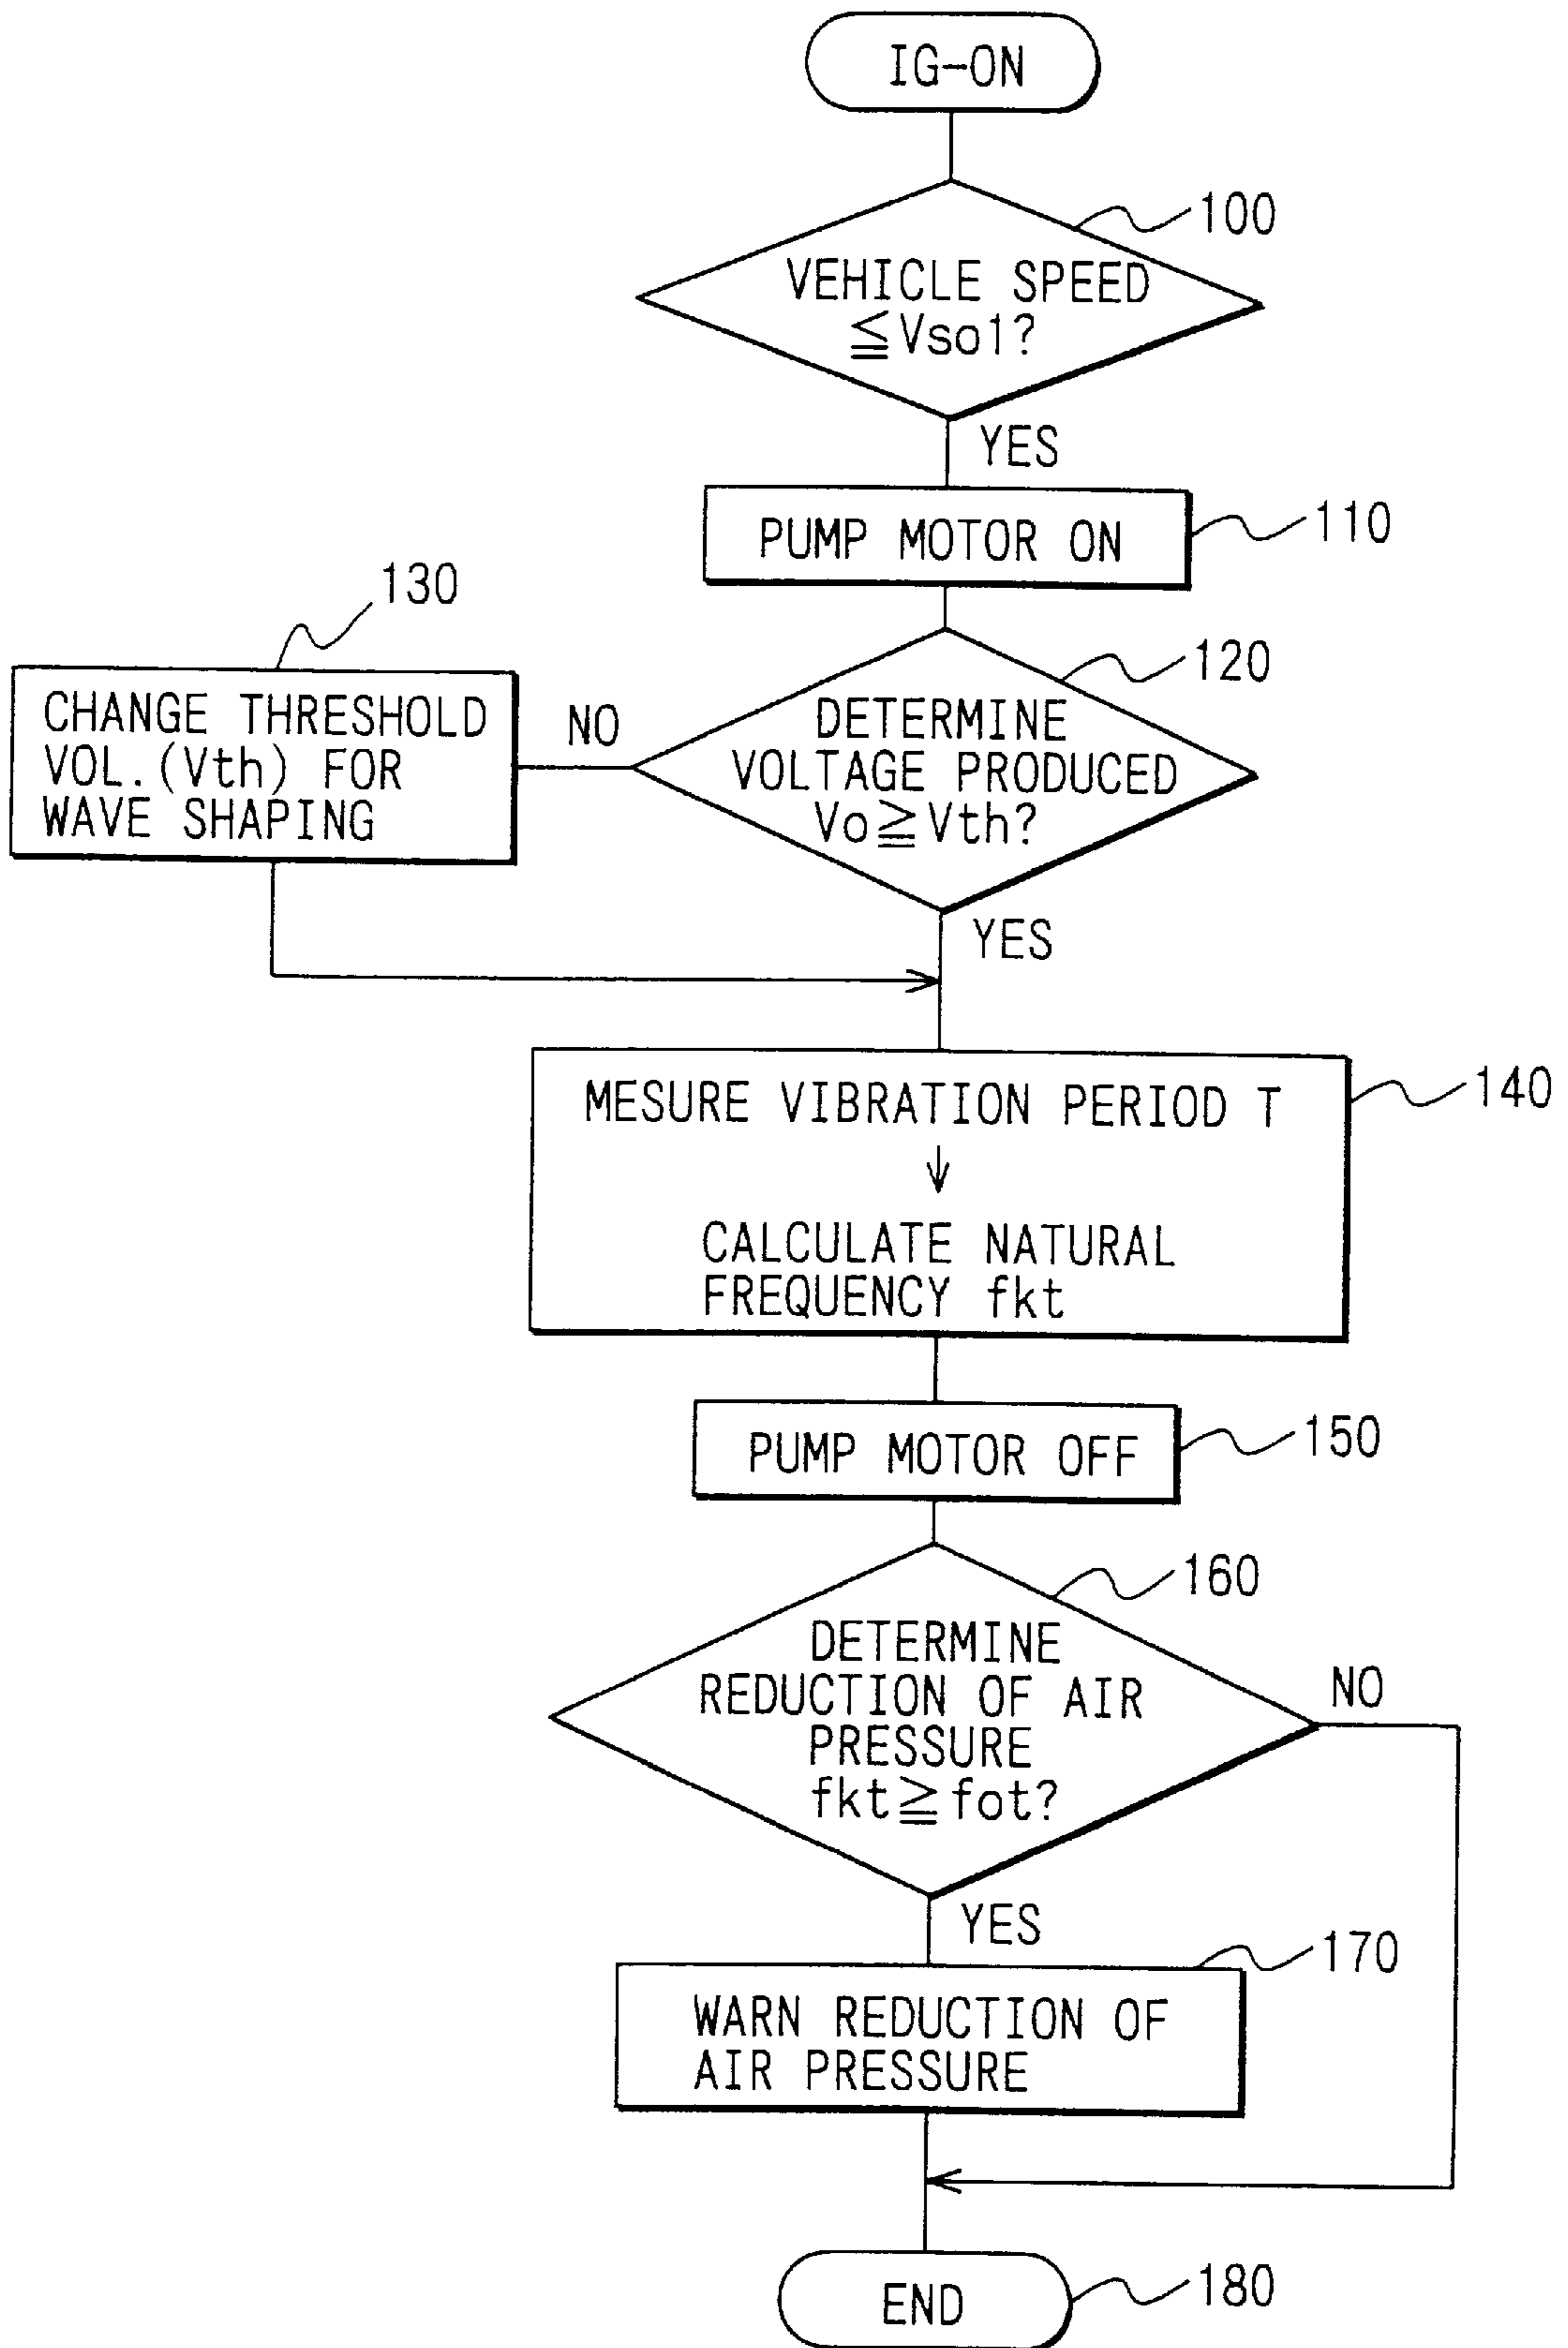 IG-ON
100
VEHICLE SPEED
≦Vso1?
YES
PUMP MOTOR ON
110
130
120
CHANGE THRESHOLD
VOL.(Vth) FOR
WAVE SHAPING
NO
DETERMINE
VOLTAGE PRODUCED
Vo≧Vth?
YES
MESURE VIBRATION PERIOD T
↓
CALCULATE NATURAL
FREQUENCY fkt
140
PUMP MOTOR OFF
150
160
DETERMINE
REDUCTION OF AIR
PRESSURE
fkt≧fot?
NO
YES
170
WARN REDUCTION OF
AIR PRESSURE
END
180